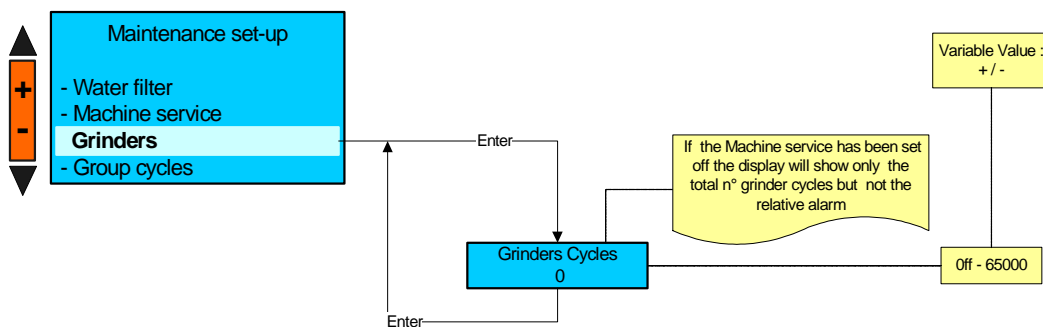 Maintenance set-up
+
-
- Water filter
- Machine service
Grinders
- Group cycles
Enter
If the Machine service has been set
off the display will show only the
total n° grinder cycles but not the
relative alarm
Variable Value :
+ / -
Grinders Cycles
0
0ff - 65000
Enter